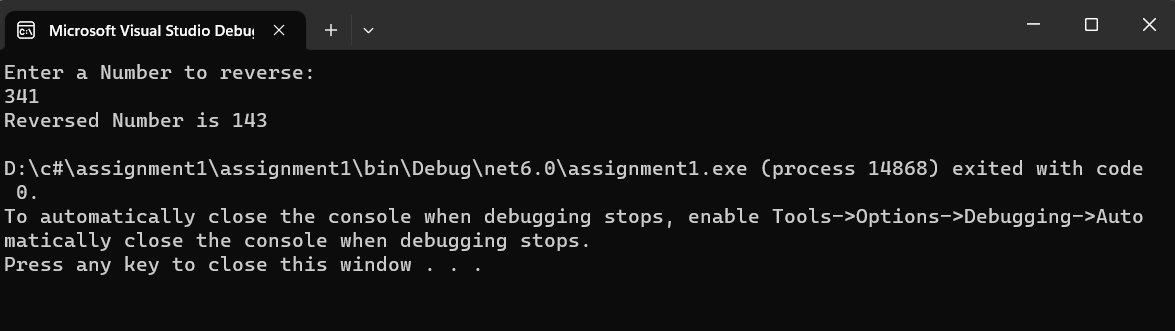 Microsoft Visual Studio Debu
Enter a Number to reverse:
341
Reversed Number is 143
D:\c#\assignment1\assignment1\bin\Debug\net6.0\assignment1.exe (process 14868) exited with code
 0.
To automatically close the console when debugging stops, enable Tools->Options->Debugging->Auto
matically close the console when debugging stops.
Press any key to close this window . . .